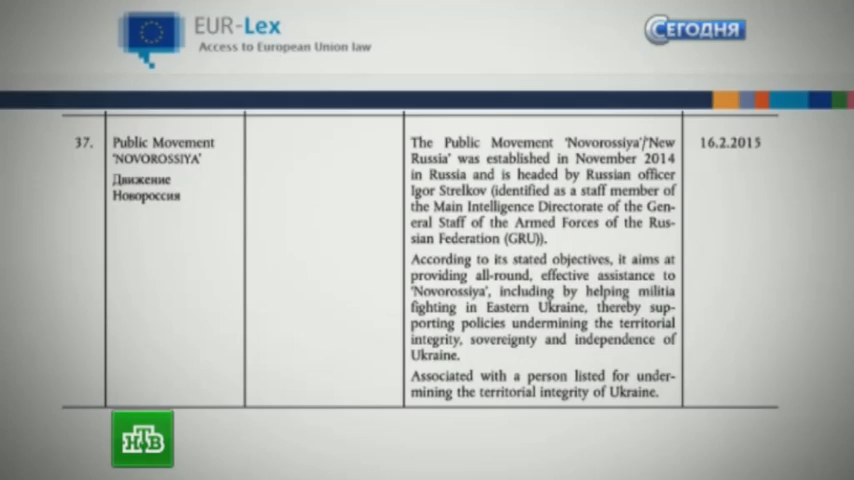 EUR-Lex
Access to European Union law
СЕГОДНЯ
37.
Public Movement
'NOVOROSSIYA'
Движение
Новороссия
The Public Movement 'Novorossiya'/'New
Russia' was established in November 2014
in Russia and is headed by Russian officer
Igor Strelkov (identified as a staff member of
the Main Intelligence Directorate of the Gen-
eral Staff of the Armed Forces of the Rus-
sian Federation (GRU)).
According to its stated objectives, it aims at
providing all-round, effective assistance to
'Novorossiya', including by helping militia
fighting in Eastern Ukraine, thereby sup-
porting policies undermining the territorial
integrity, sovereignty and independence of
Ukraine.
Associated with a person listed for under-
mining the territorial integrity of Ukraine.
16.2.2015
НТВ